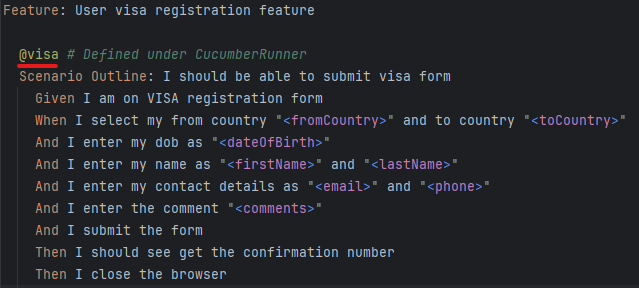 Feature: User visa registration feature
@visa # Defined under CucumberRunner
Scenario Outline: I should be able to submit visa form
Given I am on VISA registration form
When I select my from country "<fromCountry>" and to country "<toCountry>"
And I enter my dob as "<dateOfBirth>"
And I enter my name as "<firstName>" and "<lastName>"
And I enter my contact details as "<email>" and "<phone>"
And I enter the comment "<comments>"
And I submit the form
Then I should see get the confirmation number
Then I close the browser